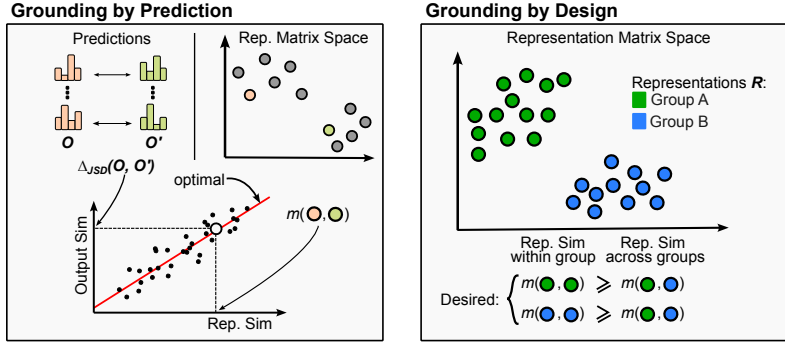 Grounding by Prediction
Predictions
Rep. Matrix Space
O
O'
Δ_JSD(O, O')
optimal
m( , )
Output Sim
Rep. Sim
Grounding by Design
Representation Matrix Space
Representations R:
Group A
Group B
Rep. Sim within group
Rep. Sim across groups
Desired:
m( , ) ⩾ m( , )
m( , ) ⩾ m( , )